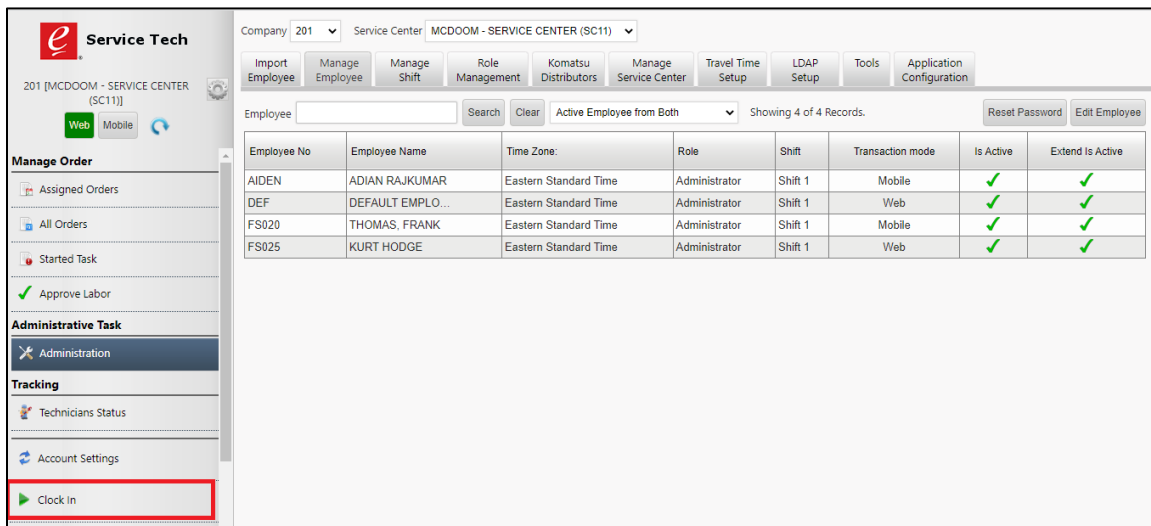 e Service Tech
201 [MCDOOM - SERVICE CENTER
(SC11)]
Web Mobile
Manage Order
Assigned Orders
All Orders
Started Task
Approve Labor
Administrative Task
Administration
Tracking
Technicians Status
Account Settings
Clock In
Company 201 Service Center MCDOOM - SERVICE CENTER (SC11)
Import Employee Manage Employee Manage Shift Role Management Komatsu Distributors Manage Service Center Travel Time Setup LDAP Setup Tools Application Configuration
Employee Search Clear Active Employee from Both Showing 4 of 4 Records. Reset Password Edit Employee
Employee No Employee Name Time Zone: Role Shift Transaction mode Is Active Extend Is Active
AIDEN ADIAN RAJKUMAR Eastern Standard Time Administrator Shift 1 Mobile
DEF DEFAULT EMPLO... Eastern Standard Time Administrator Shift 1 Web
FS020 THOMAS, FRANK Eastern Standard Time Administrator Shift 1 Mobile
FS025 KURT HODGE Eastern Standard Time Administrator Shift 1 Web